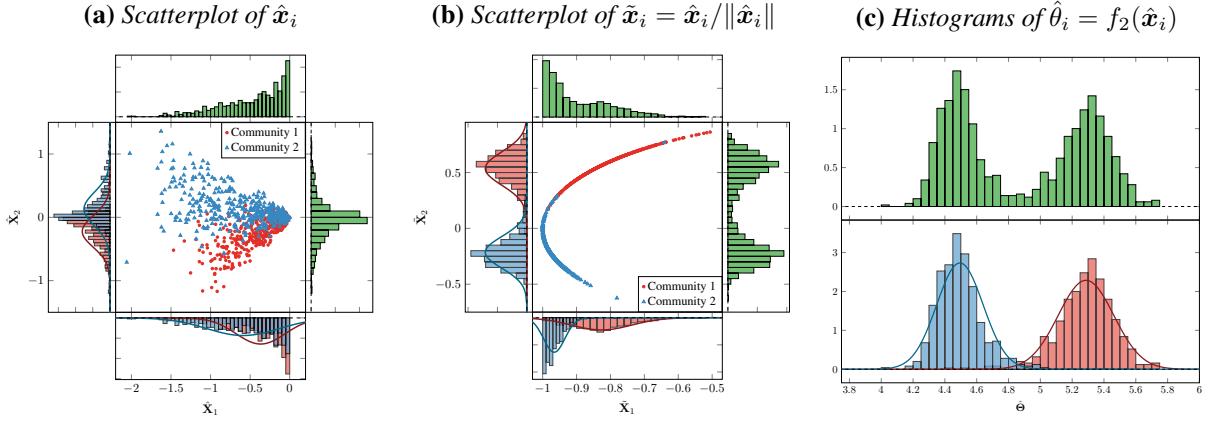 (a) Scatterplot of x̂ᵢ
(b) Scatterplot of x̃ᵢ = x̂ᵢ/‖x̂ᵢ‖
(c) Histograms of θ̂ᵢ = f₂(x̂ᵢ)
Community 1
Community 2
1
0
−1
X̂₂
−2 −1.5 −1 −0.5 0
X̂₁
0.5
0
−0.5
X̃₂
Community 1
Community 2
−1 −0.9 −0.8 −0.7 −0.6 −0.5
X̃₁
1.5
0
3
2
1
0
3.8 4 4.2 4.4 4.6 4.8 5 5.2 5.4 5.6 5.8 6
Θ̂